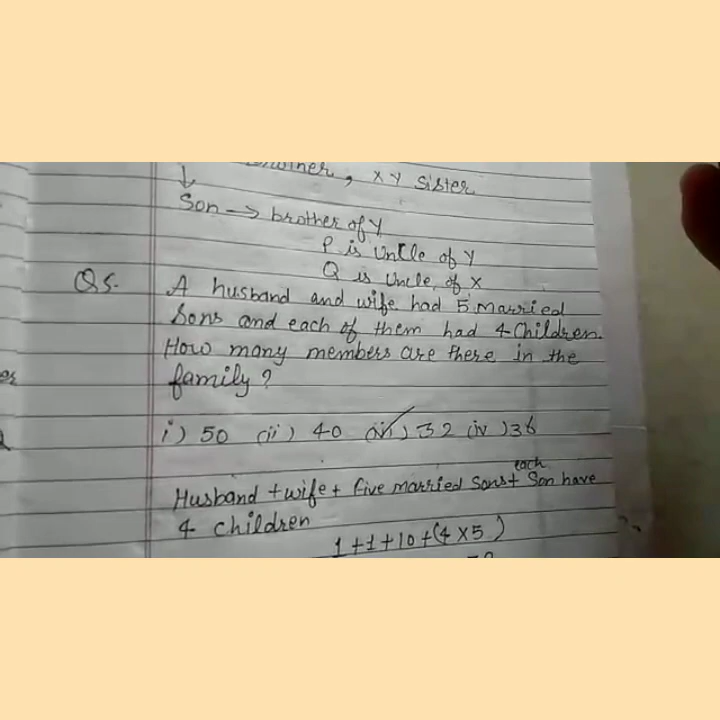 , XY Sister
Son → brother of Y
P is Uncle of Y
Q is Uncle of X
Q5. A husband and wife had 5 married
Sons and each of them had 4 Children.
How many members are there in the
family?
i) 50 (ii) 40 (iii) 32 (iv) 36
each
Husband + wife + five married sons + Son have
4 children
1+1+10+(4×5)